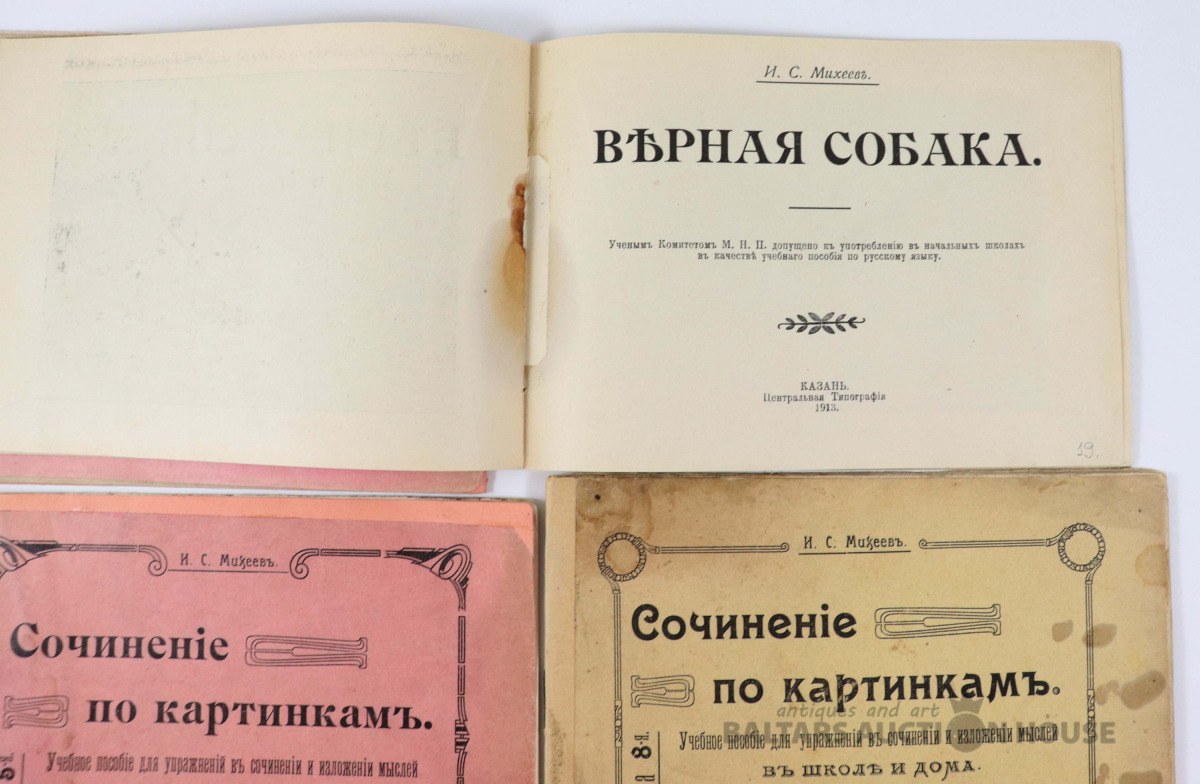 И. С. Михеевъ.
ВѢРНАЯ СОБАКА.
Ученымъ Комитетомъ М. Н. П. допущено къ употребленію въ начальныхъ школахъ
въ качествѣ учебнаго пособія по русскому языку.
КАЗАНЬ.
Центральная Типографія
1913.
19.
И. С. Михеевъ.
Сочиненіе
по картинкамъ.
Учебное пособіе для упражненій въ сочиненіи и изложеніи мыслей
5-я.
И. С. Михеевъ.
Сочиненіе
по картинкамъ.
antiques and art
BALTARS AUCTION HOUSE
Учебное пособіе для упражненій въ сочиненіи и изложеніи мыслей
въ школѣ и дома.
а 8-я.